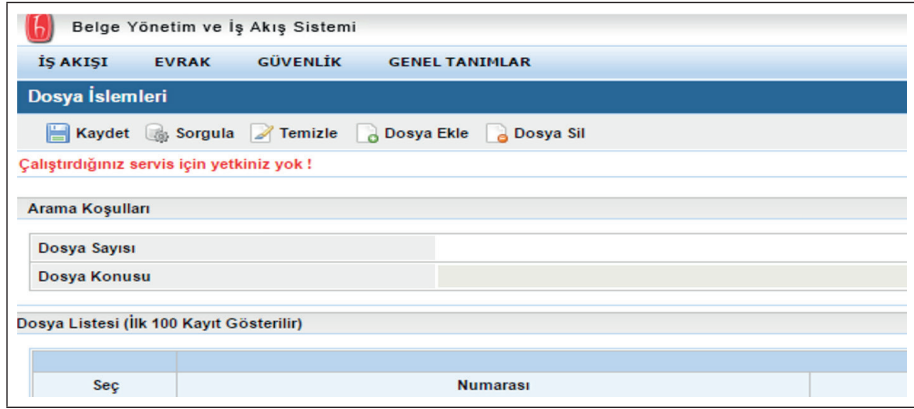 Belge Yönetim ve İş Akış Sistemi
İŞ AKIŞI EVRAK GÜVENLİK GENEL TANIMLAR
Dosya İşlemleri
Kaydet Sorgula Temizle Dosya Ekle Dosya Sil
Çalıştırdığınız servis için yetkiniz yok !
Arama Koşulları
Dosya Sayısı
Dosya Konusu
Dosya Listesi (İlk 100 Kayıt Gösterilir)
Seç Numarası